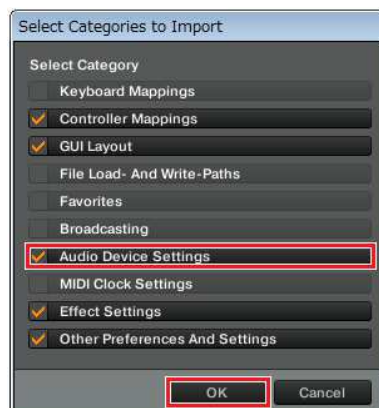 Select Categories to Import
Select Category
Keyboard Mappings
Controller Mappings
GUI Layout
File Load- And Write-Paths
Favorites
Broadcasting
Audio Device Settings
MIDI Clock Settings
Effect Settings
Other Preferences And Settings
OK Cancel